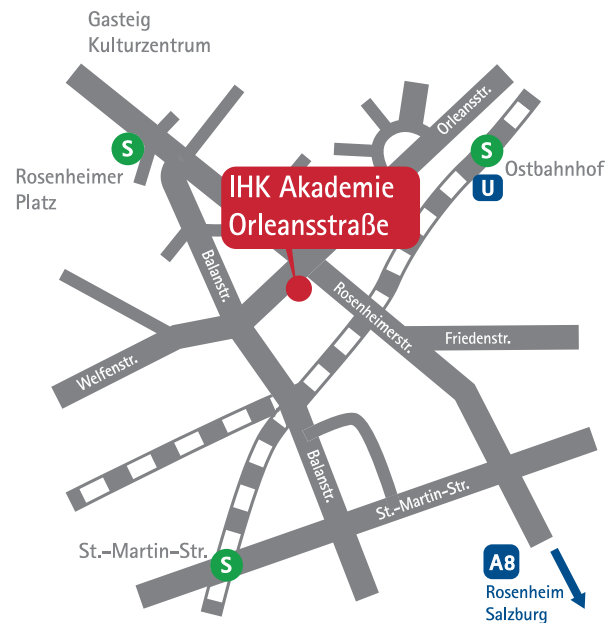 Gasteig
Kulturzentrum
Orleansstr.
S
S
Ostbahnhof
U
Rosenheimer
Platz
IHK Akademie
Orleansstraße
Balanstr.
Rosenheimerstr.
Friedenstr.
Welfenstr.
Balanstr.
St.-Martin-Str.
St.-Martin-Str.
S
A8
Rosenheim
Salzburg